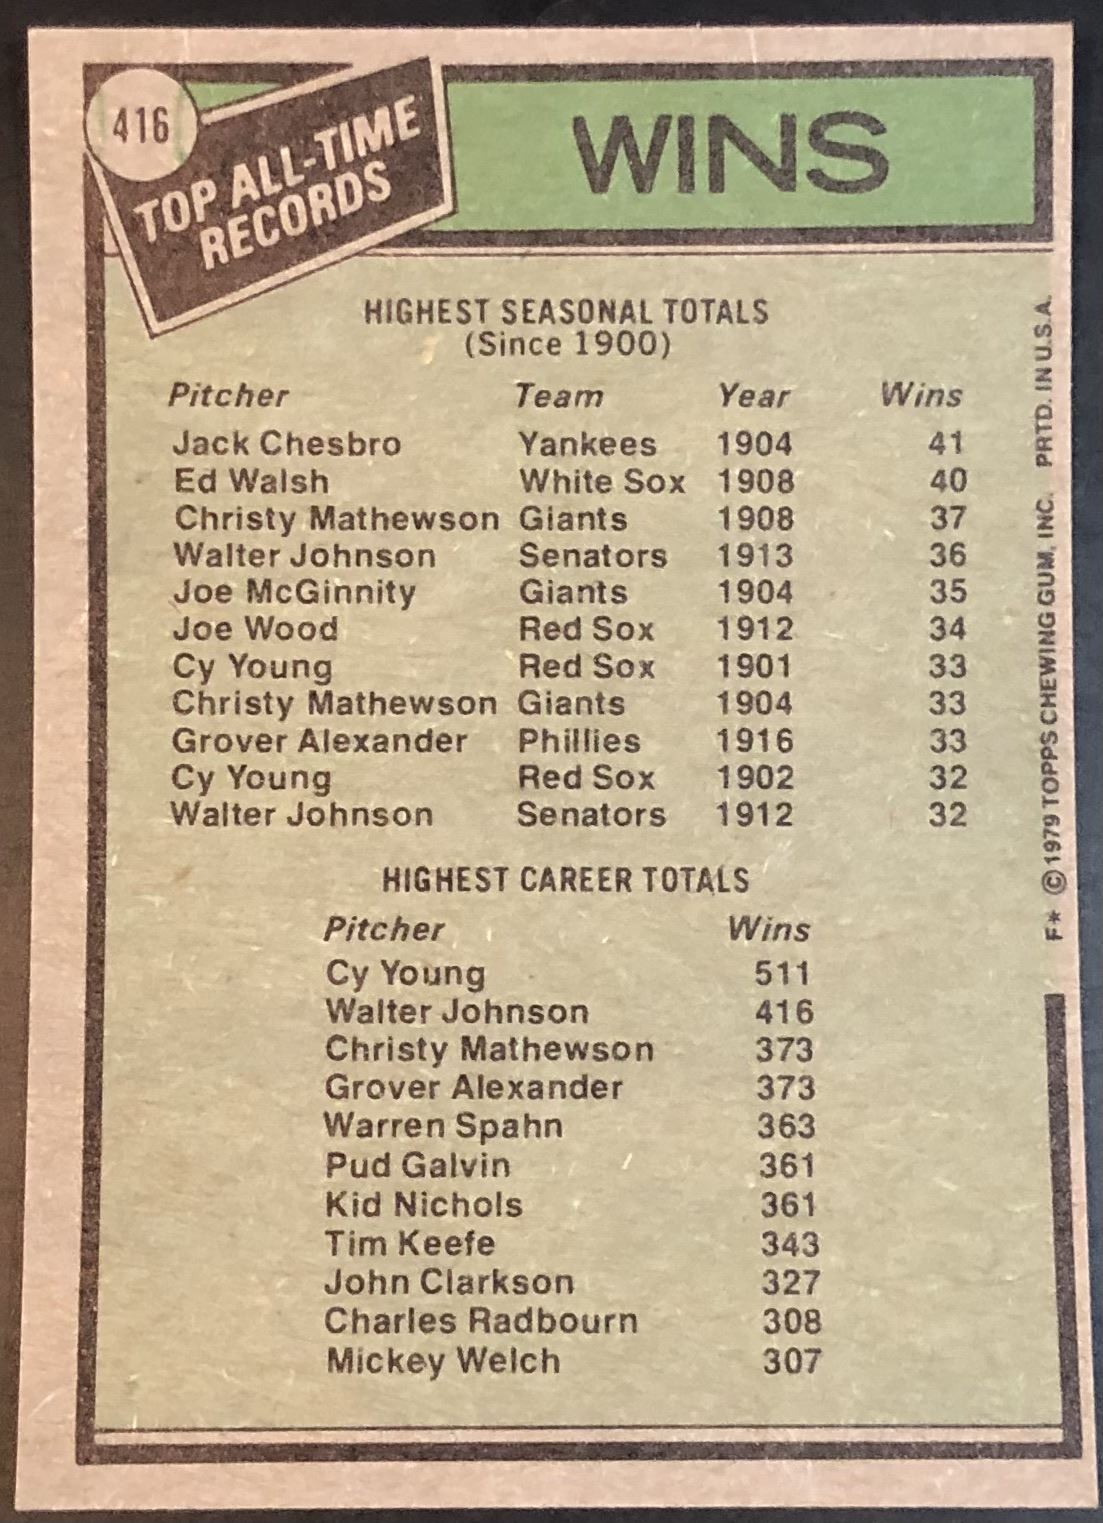 416
TOP ALL-TIME
RECORDS
WINS
HIGHEST SEASONAL TOTALS
(Since 1900)
Pitcher Team Year Wins
Jack Chesbro Yankees 1904 41
Ed Walsh White Sox 1908 40
Christy Mathewson Giants 1908 37
Walter Johnson Senators 1913 36
Joe McGinnity Giants 1904 35
Joe Wood Red Sox 1912 34
Cy Young Red Sox 1901 33
Christy Mathewson Giants 1904 33
Grover Alexander Phillies 1916 33
Cy Young Red Sox 1902 32
Walter Johnson Senators 1912 32
HIGHEST CAREER TOTALS
Pitcher Wins
Cy Young 511
Walter Johnson 416
Christy Mathewson 373
Grover Alexander 373
Warren Spahn 363
Pud Galvin 361
Kid Nichols 361
Tim Keefe 343
John Clarkson 327
Charles Radbourn 308
Mickey Welch 307
F* © 1979 TOPPS CHEWING GUM, INC. PRTD. IN U.S.A.